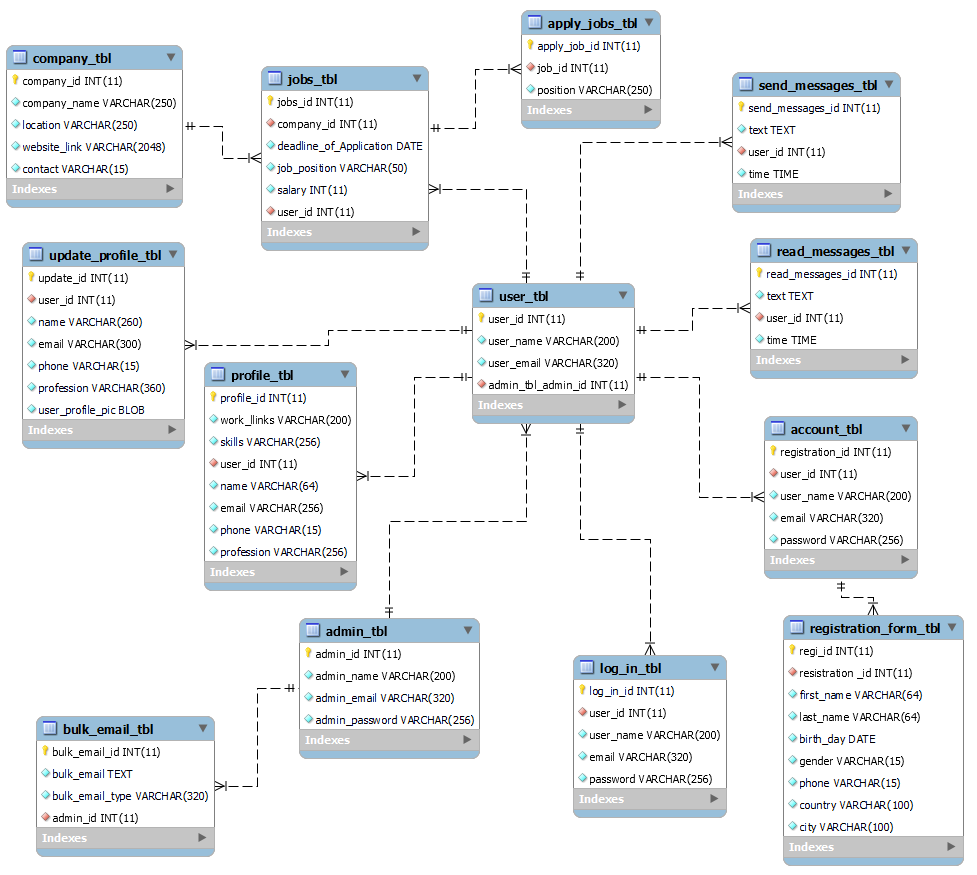 company_tbl
company_id INT(11)
company_name VARCHAR(250)
location VARCHAR(250)
website_link VARCHAR(2048)
contact VARCHAR(15)
Indexes
jobs_tbl
jobs_id INT(11)
company_id INT(11)
deadline_of_Application DATE
job_position VARCHAR(50)
salary INT(11)
user_id INT(11)
Indexes
apply_jobs_tbl
apply_job_id INT(11)
job_id INT(11)
position VARCHAR(250)
Indexes
send_messages_tbl
send_messages_id INT(11)
text TEXT
user_id INT(11)
time TIME
Indexes
update_profile_tbl
update_id INT(11)
user_id INT(11)
name VARCHAR(260)
email VARCHAR(300)
phone VARCHAR(15)
profession VARCHAR(360)
user_profile_pic BLOB
Indexes
profile_tbl
profile_id INT(11)
work_llinks VARCHAR(200)
skills VARCHAR(256)
user_id INT(11)
name VARCHAR(64)
email VARCHAR(256)
phone VARCHAR(15)
profession VARCHAR(256)
Indexes
user_tbl
user_id INT(11)
user_name VARCHAR(200)
user_email VARCHAR(320)
admin_tbl_admin_id INT(11)
Indexes
read_messages_tbl
read_messages_id INT(11)
text TEXT
user_id INT(11)
time TIME
Indexes
account_tbl
registration_id INT(11)
user_id INT(11)
user_name VARCHAR(200)
email VARCHAR(320)
password VARCHAR(256)
Indexes
admin_tbl
admin_id INT(11)
admin_name VARCHAR(200)
admin_email VARCHAR(320)
admin_password VARCHAR(256)
Indexes
bulk_email_tbl
bulk_email_id INT(11)
bulk_email TEXT
bulk_email_type VARCHAR(320)
admin_id INT(11)
Indexes
log_in_tbl
log_in_id INT(11)
user_id INT(11)
user_name VARCHAR(200)
email VARCHAR(320)
password VARCHAR(256)
Indexes
registration_form_tbl
regi_id INT(11)
resistration _id INT(11)
first_name VARCHAR(64)
last_name VARCHAR(64)
birth_day DATE
gender VARCHAR(15)
phone VARCHAR(15)
country VARCHAR(100)
city VARCHAR(100)
Indexes